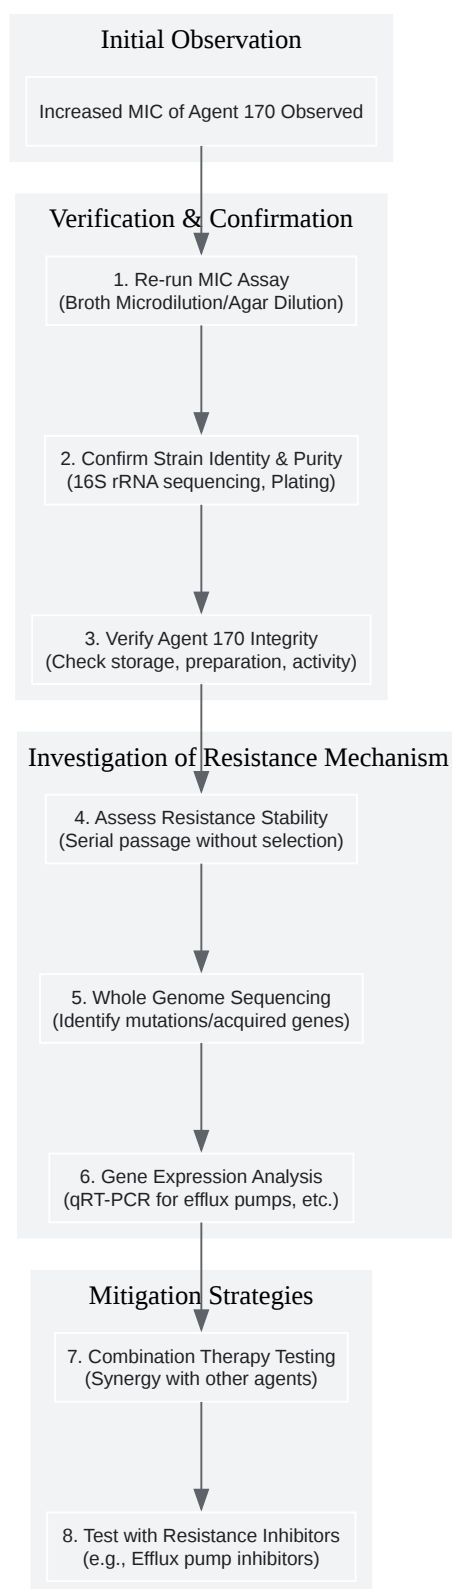 Initial Observation
Increased MIC of Agent 170 Observed
Verification & Confirmation
1. Re-run MIC Assay
(Broth Microdilution/Agar Dilution)
2. Confirm Strain Identity & Purity
(16S rRNA sequencing, Plating)
3. Verify Agent 170 Integrity
(Check storage, preparation, activity)
Investigation of Resistance Mechanism
4. Assess Resistance Stability
(Serial passage without selection)
5. Whole Genome Sequencing
(Identify mutations/acquired genes)
6. Gene Expression Analysis
(qRT-PCR for efflux pumps, etc.)
Mitigation Strategies
7. Combination Therapy Testing
(Synergy with other agents)
8. Test with Resistance Inhibitors
(e.g., Efflux pump inhibitors)